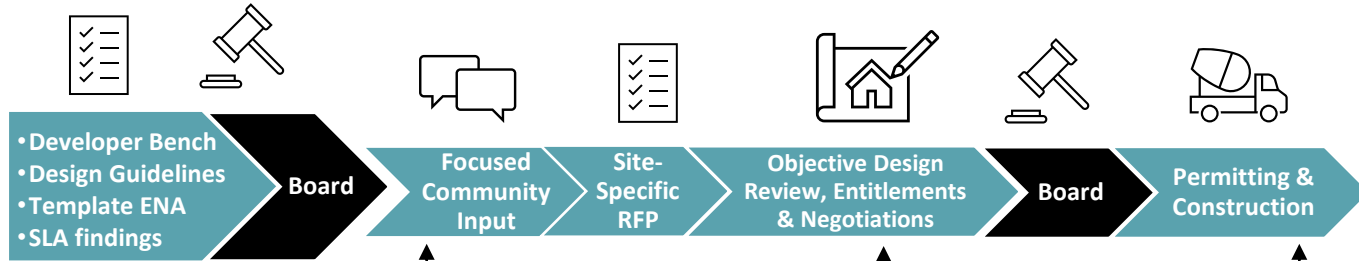 •Developer Bench
•Design Guidelines
•Template ENA
•SLA findings
Board
Focused
Community
Input
Site-
Specific
RFP
Objective Design
Review, Entitlements
& Negotiations
Board
Permitting &
Construction